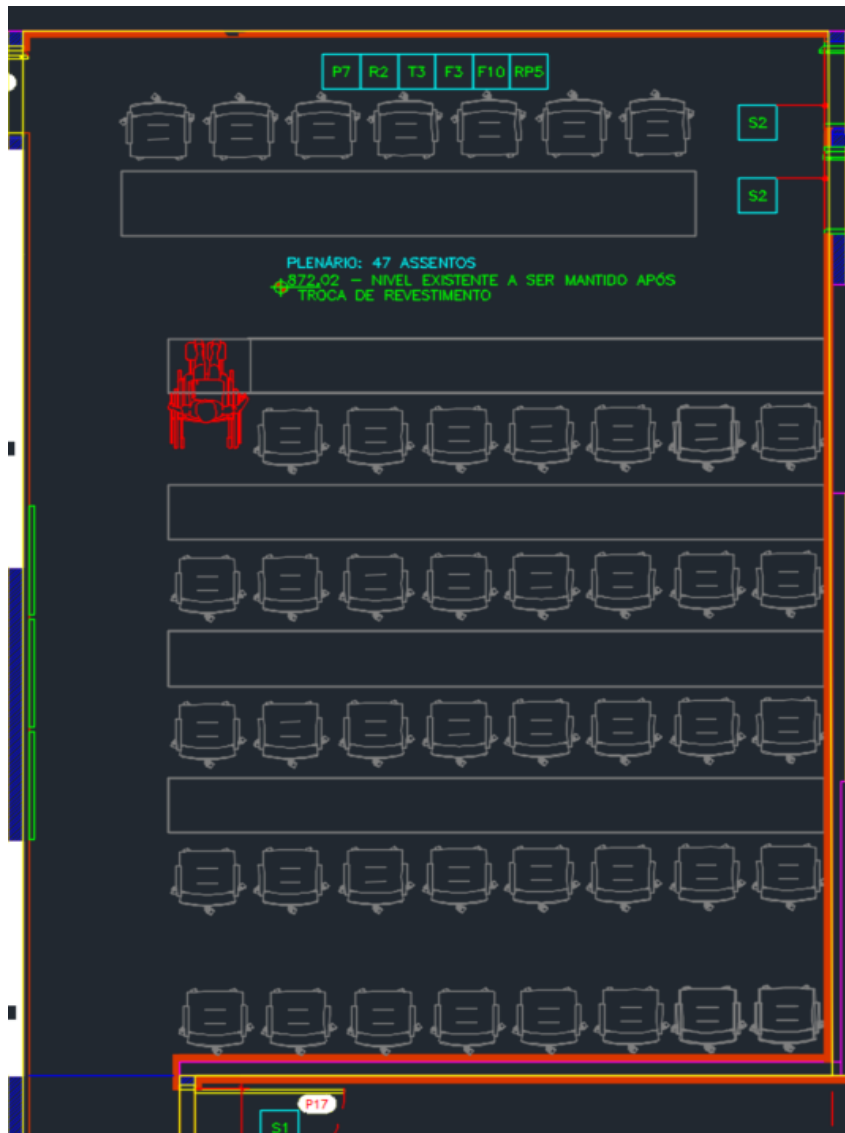 P7 R2 T3 F3 F10 RP5
S2
S2
PLENÁRIO: 47 ASSENTOS
872,02 – NIVEL EXISTENTE A SER MANTIDO APÓS
TROCA DE REVESTIMENTO
P17
S1